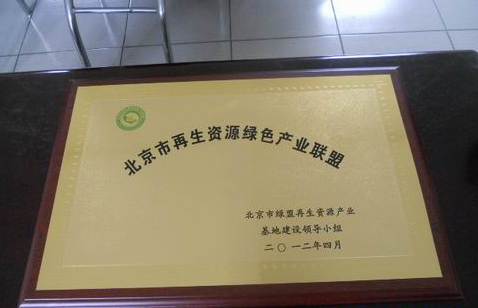 北京市再生资源绿色产业联盟
北京市绿盟再生资源产业
基地建设领导小组
二〇一二年四月